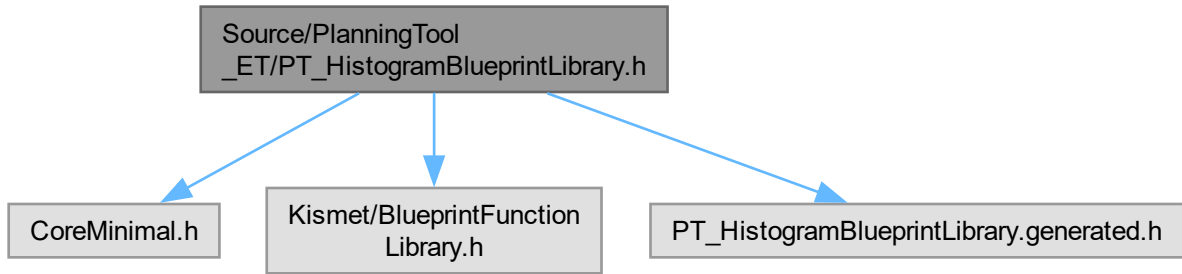 Source/PlanningTool
_ET/PT_HistogramBlueprintLibrary.h
CoreMinimal.h
Kismet/BlueprintFunction
Library.h
PT_HistogramBlueprintLibrary.generated.h